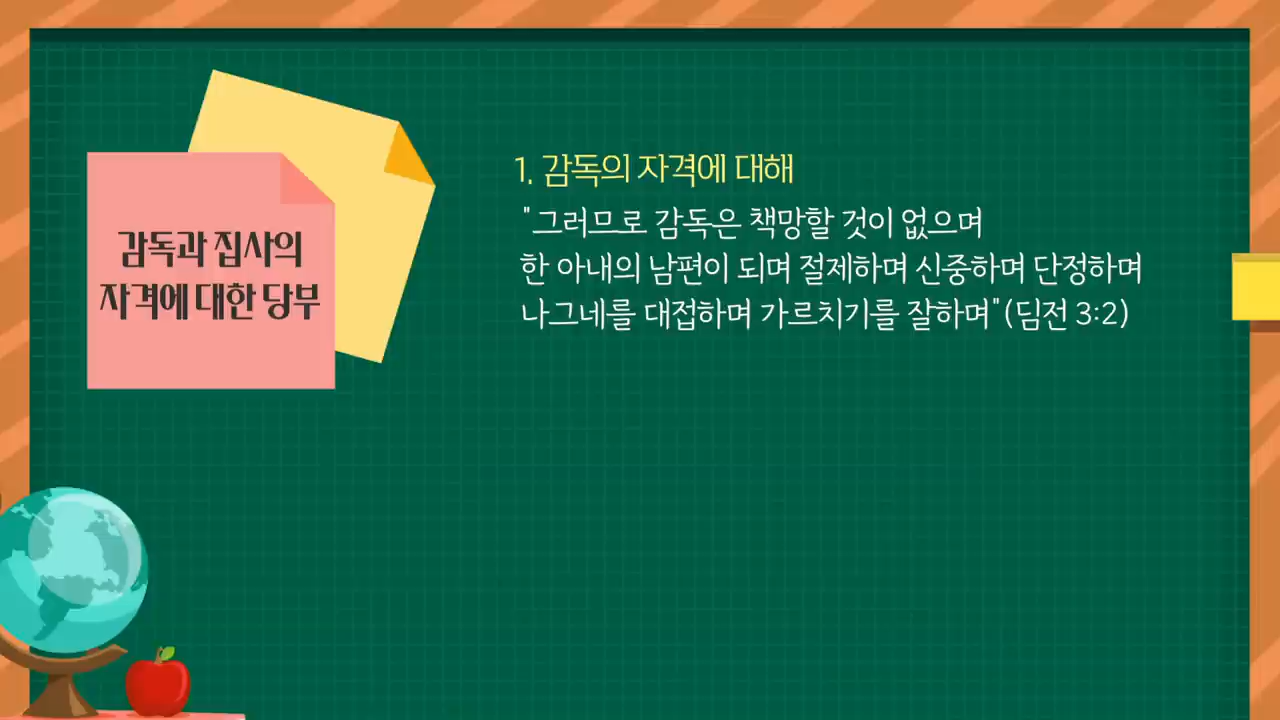 감독과 집사의
자격에 대한 당부
1. 감독의 자격에 대해
"그러므로 감독은 책망할 것이 없으며
한 아내의 남편이 되며 절제하며 신중하며 단정하며
나그네를 대접하며 가르치기를 잘하며"(딤전 3:2)